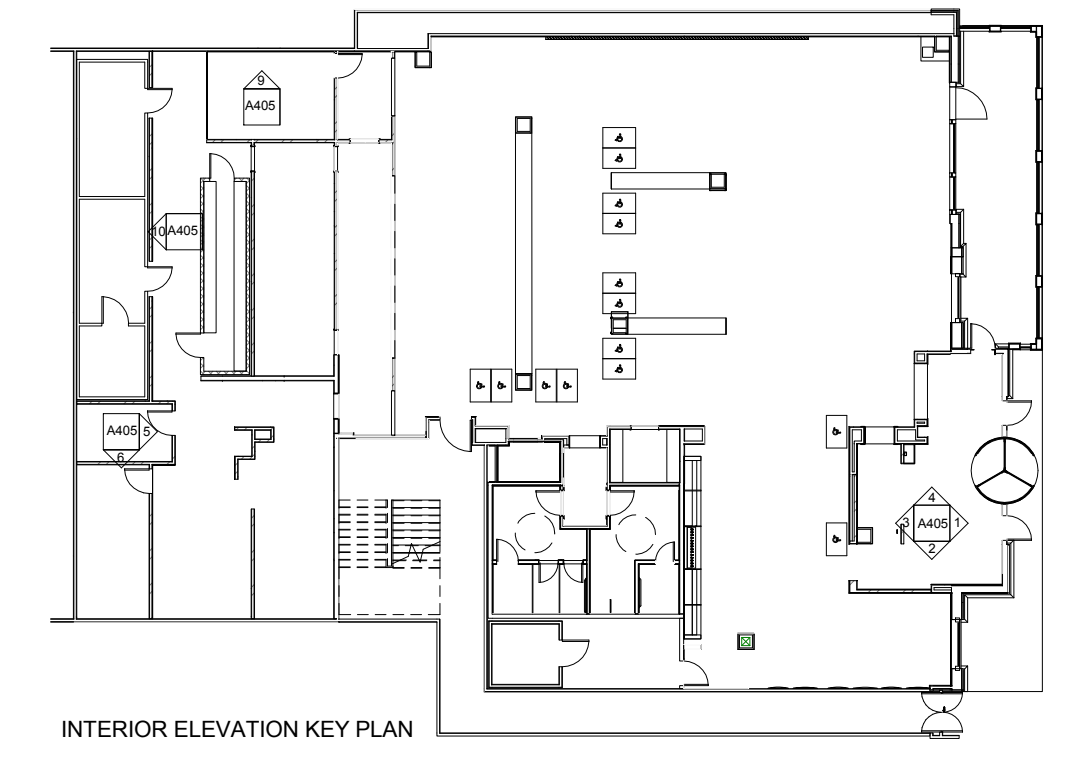 9
A405
10 A405
A405 5
6
4
3 A405 1
2
INTERIOR ELEVATION KEY PLAN